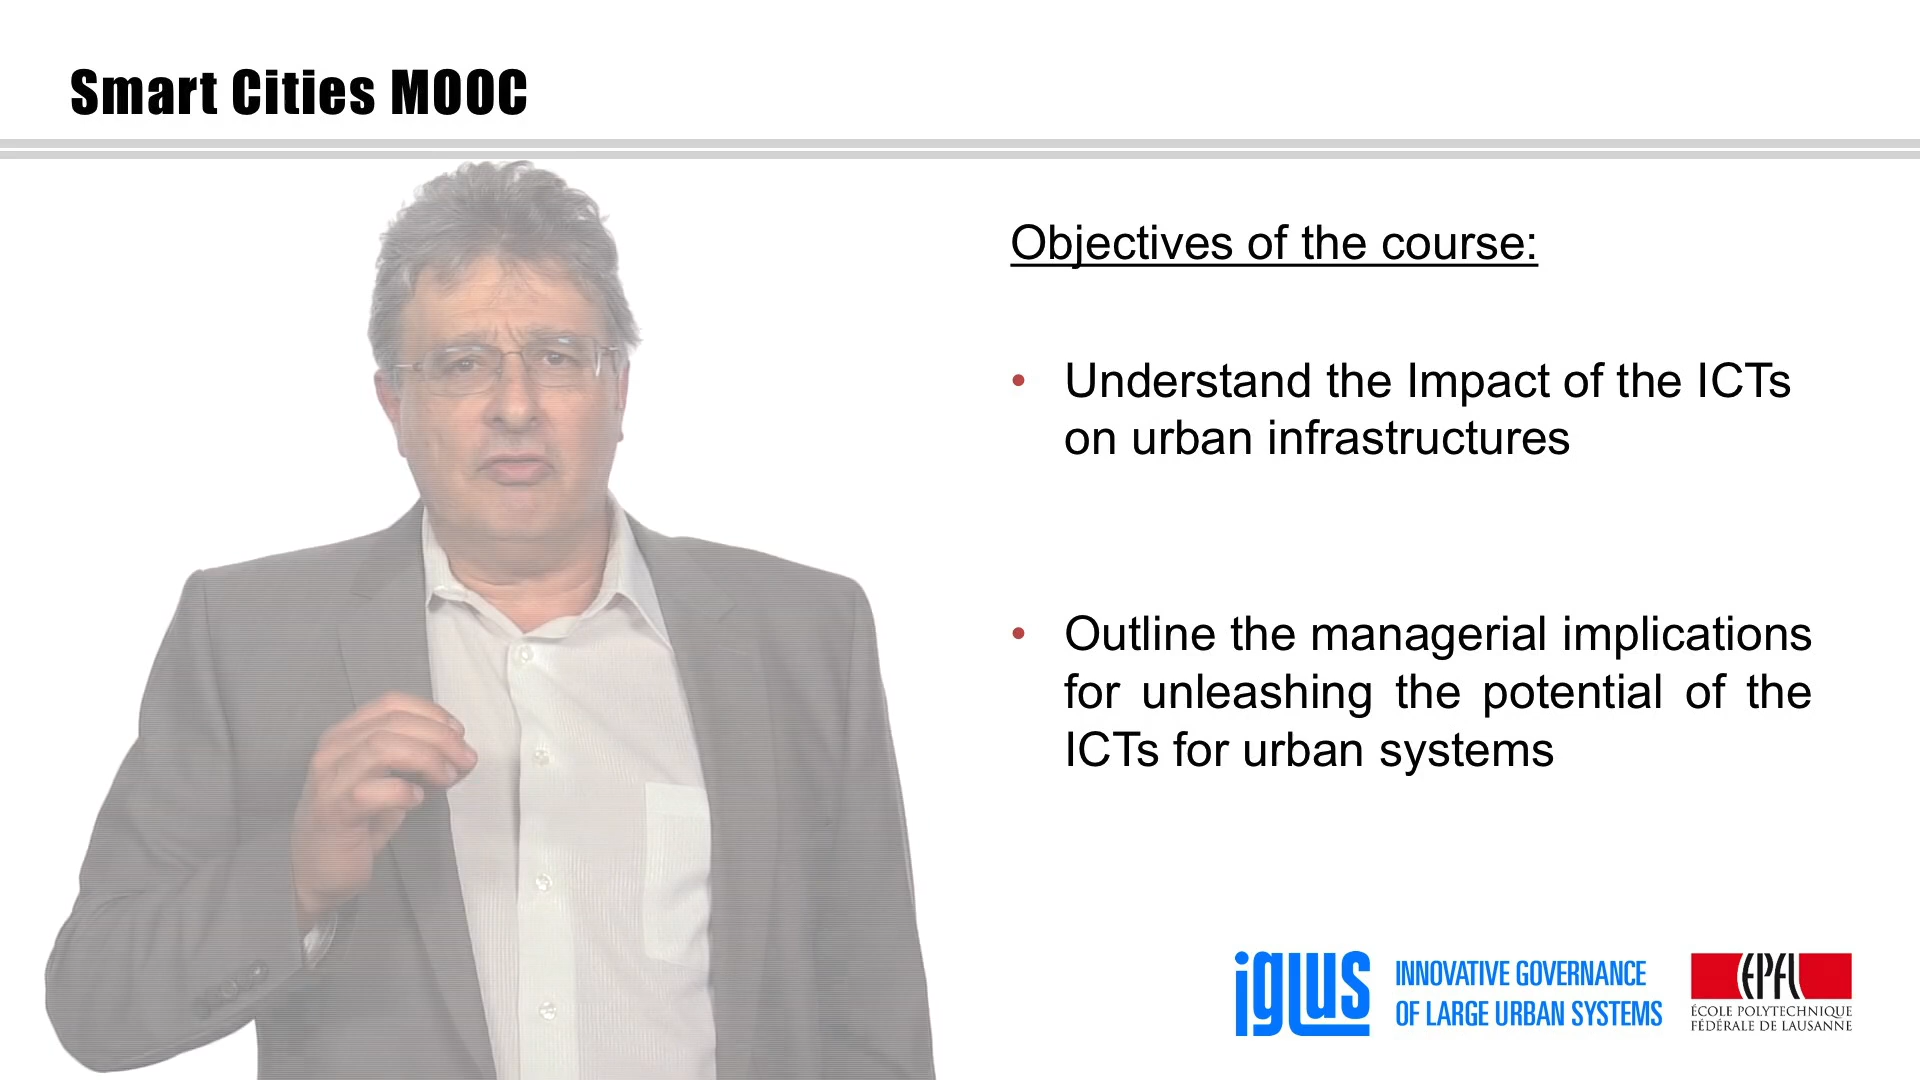 Smart Cities MOOC
Objectives of the course:
• Understand the Impact of the ICTs
on urban infrastructures
• Outline the managerial implications
for unleashing the potential of the
ICTs for urban systems
iglus
INNOVATIVE GOVERNANCE
OF LARGE URBAN SYSTEMS
EPFL
ÉCOLE POLYTECHNIQUE
FÉDÉRALE DE LAUSANNE